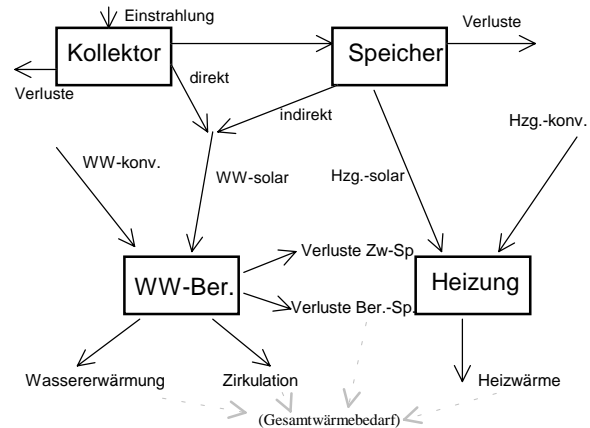 Einstrahlung
Kollektor
Speicher
Verluste
Verluste
direkt
indirekt
Hzg.-konv.
WW-konv.
WW-solar
Hzg.-solar
Verluste Zw-Sp
WW-Ber.
Heizung
Verluste Ber.-Sp.
Wassererwärmung
Zirkulation
Heizwärme
(Gesamtwärmebedarf)